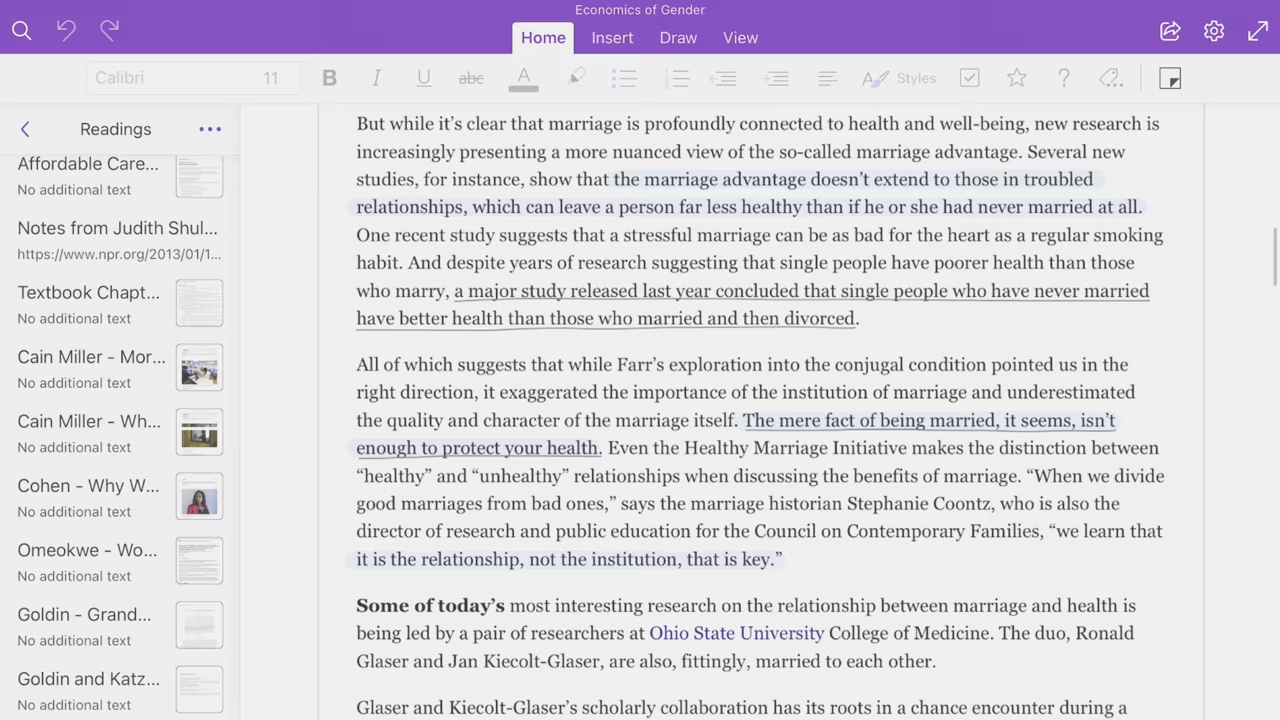 Economics of Gender
Home Insert Draw View
Calibri 11 B I U abc A Styles ?
Readings
Affordable Care...
No additional text
Notes from Judith Shul...
https://www.npr.org/2013/01/1...
Textbook Chapt...
No additional text
Cain Miller - Mor...
No additional text
Cain Miller - Wh...
No additional text
Cohen - Why W...
No additional text
Omeokwe - Wo...
No additional text
Goldin - Grand...
No additional text
Goldin and Katz...
No additional text
But while it’s clear that marriage is profoundly connected to health and well-being, new research is
increasingly presenting a more nuanced view of the so-called marriage advantage. Several new
studies, for instance, show that the marriage advantage doesn’t extend to those in troubled
relationships, which can leave a person far less healthy than if he or she had never married at all.
One recent study suggests that a stressful marriage can be as bad for the heart as a regular smoking
habit. And despite years of research suggesting that single people have poorer health than those
who marry, a major study released last year concluded that single people who have never married
have better health than those who married and then divorced.
All of which suggests that while Farr’s exploration into the conjugal condition pointed us in the
right direction, it exaggerated the importance of the institution of marriage and underestimated
the quality and character of the marriage itself. The mere fact of being married, it seems, isn’t
enough to protect your health. Even the Healthy Marriage Initiative makes the distinction between
“healthy” and “unhealthy” relationships when discussing the benefits of marriage. “When we divide
good marriages from bad ones,” says the marriage historian Stephanie Coontz, who is also the
director of research and public education for the Council on Contemporary Families, “we learn that
it is the relationship, not the institution, that is key.”
Some of today’s most interesting research on the relationship between marriage and health is
being led by a pair of researchers at Ohio State University College of Medicine. The duo, Ronald
Glaser and Jan Kiecolt-Glaser, are also, fittingly, married to each other.
Glaser and Kiecolt-Glaser’s scholarly collaboration has its roots in a chance encounter during a